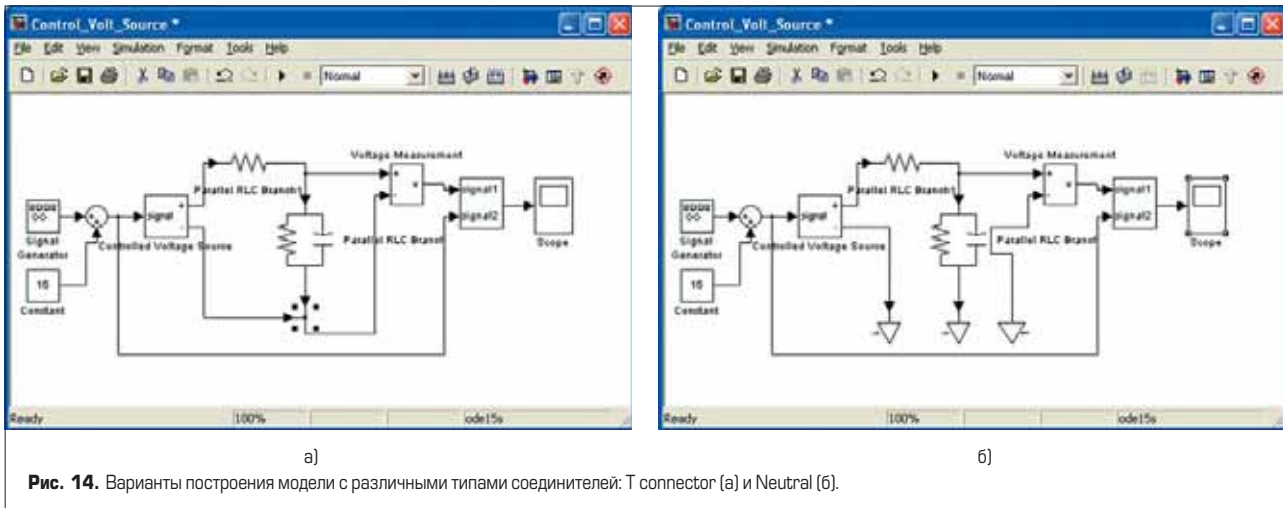 Control_Volt_Source *
File Edit View Simulation Format Tools Help
Normal
Voltage Measurement
+
-
v
signal1
signal2
Parallel RLC Branch1
signal
+
-
Signal
Generator
Controlled Voltage Source
Parallel RLC Branch
Scope
15
Constant
Ready
100%
ode15s
Control_Volt_Source *
File Edit View Simulation Format Tools Help
Normal
Voltage Measurement
+
-
v
signal1
signal2
Parallel RLC Branch1
signal
+
-
Signal
Generator
Controlled Voltage Source
Parallel RLC Branch
Scope
15
Constant
Ready
100%
ode15s
а)
б)
Рис. 14. Варианты построения модели с различными типами соединителей: T connector (а) и Neutral (б).